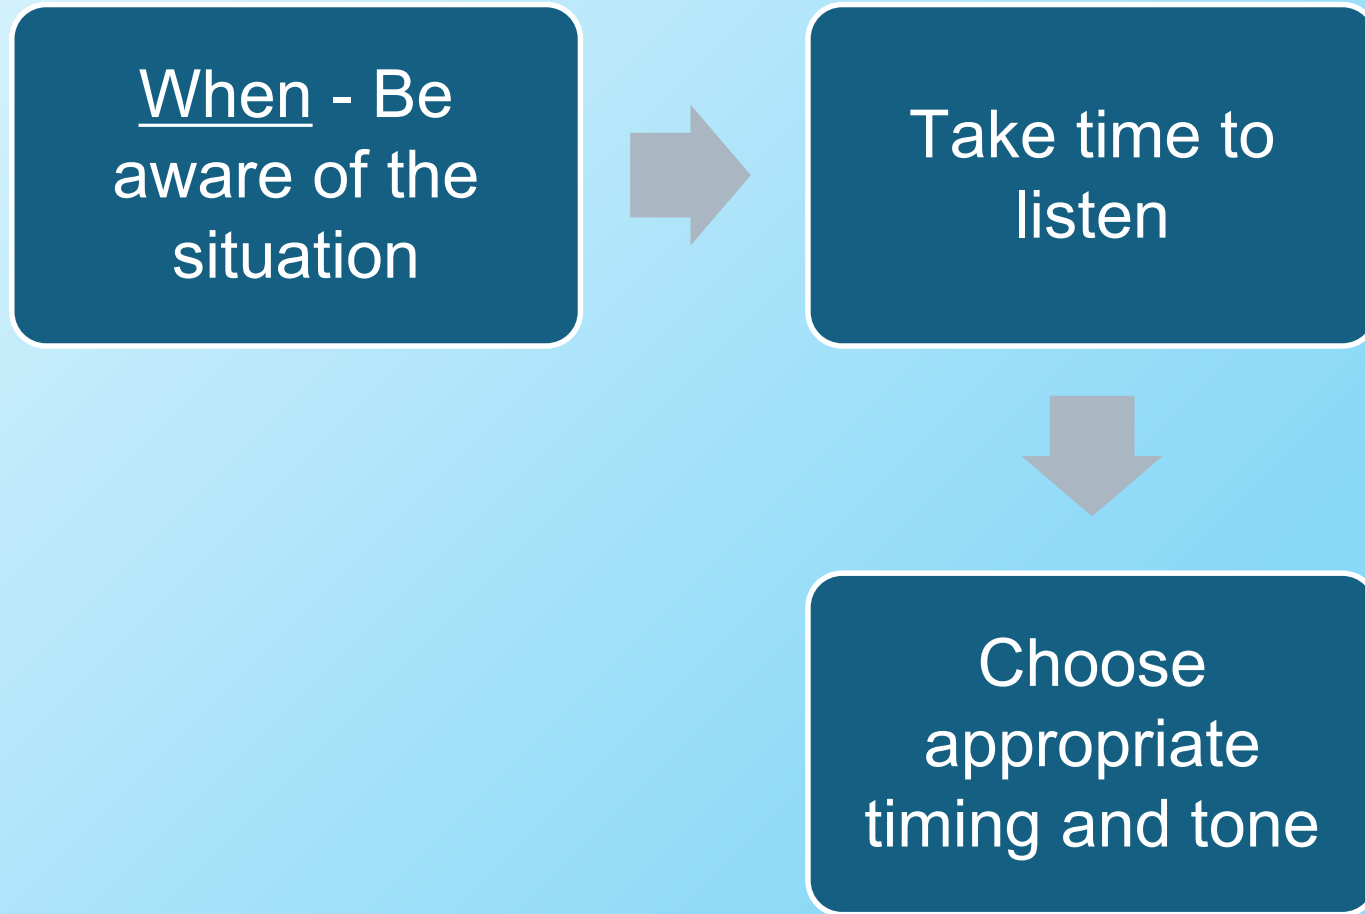 When - Be
aware of the
situation
Take time to
listen
Choose
appropriate
timing and tone